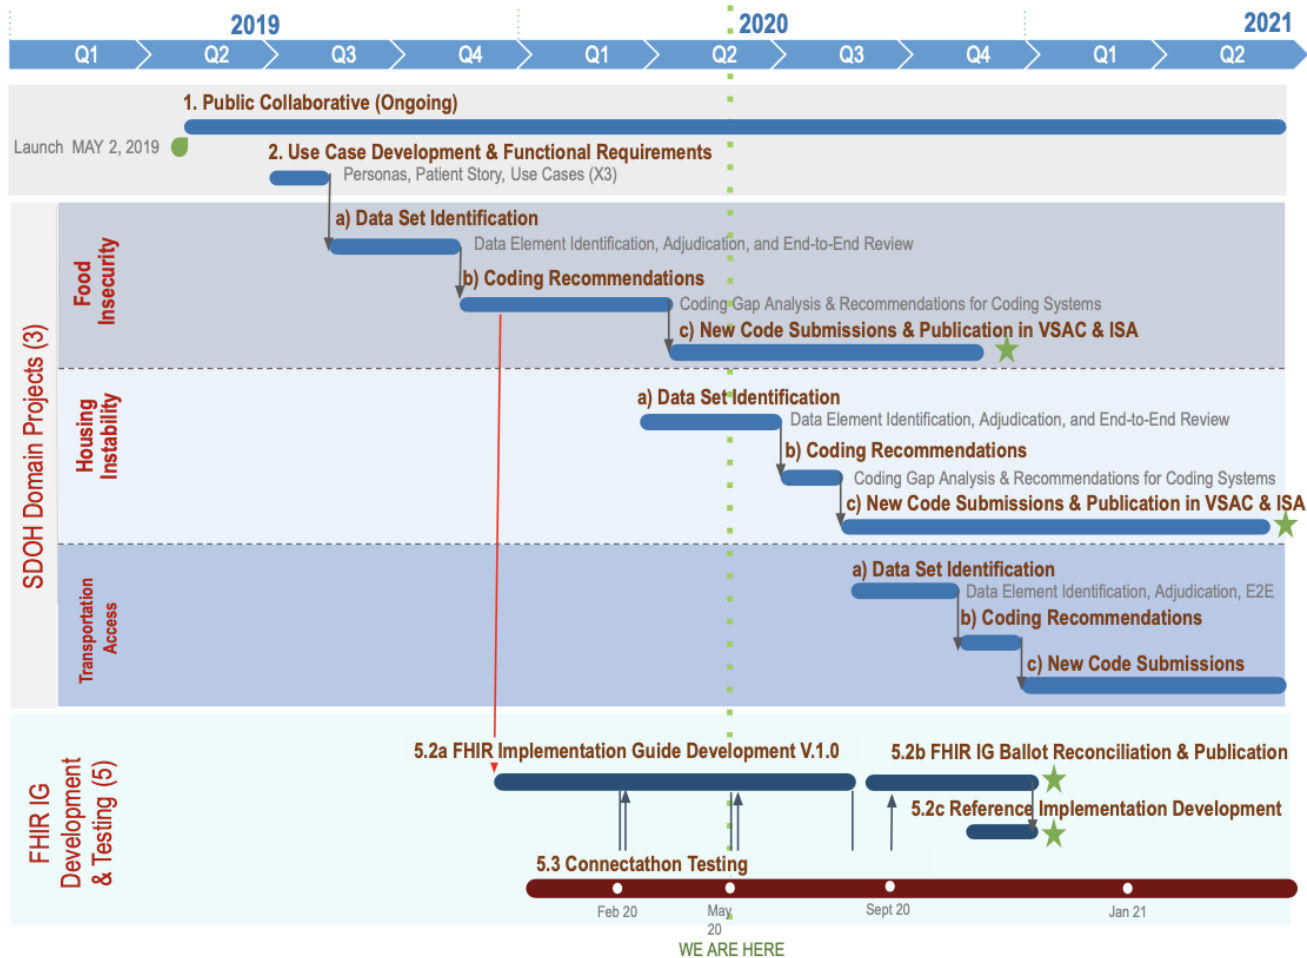 2019
2020
2021
Q1
Q2
Q3
Q4
Q1
Q2
Q3
Q4
Q1
Q2
1. Public Collaborative (Ongoing)
Launch MAY 2, 2019
2. Use Case Development & Functional Requirements
Personas, Patient Story, Use Cases (X3)
SDOH Domain Projects (3)
Food
Insecurity
a) Data Set Identification
Data Element Identification, Adjudication, and End-to-End Review
b) Coding Recommendations
Coding Gap Analysis & Recommendations for Coding Systems
c) New Code Submissions & Publication in VSAC & ISA
Housing
Instability
a) Data Set Identification
Data Element Identification, Adjudication, and End-to-End Review
b) Coding Recommendations
Coding Gap Analysis & Recommendations for Coding Systems
c) New Code Submissions & Publication in VSAC & ISA
Transportation
Access
a) Data Set Identification
Data Element Identification, Adjudication, E2E
b) Coding Recommendations
c) New Code Submissions
FHIR IG
Development
& Testing (5)
5.2a FHIR Implementation Guide Development V.1.0
5.2b FHIR IG Ballot Reconciliation & Publication
5.2c Reference Implementation Development
5.3 Connectathon Testing
Feb 20
May
20
Sept 20
Jan 21
WE ARE HERE